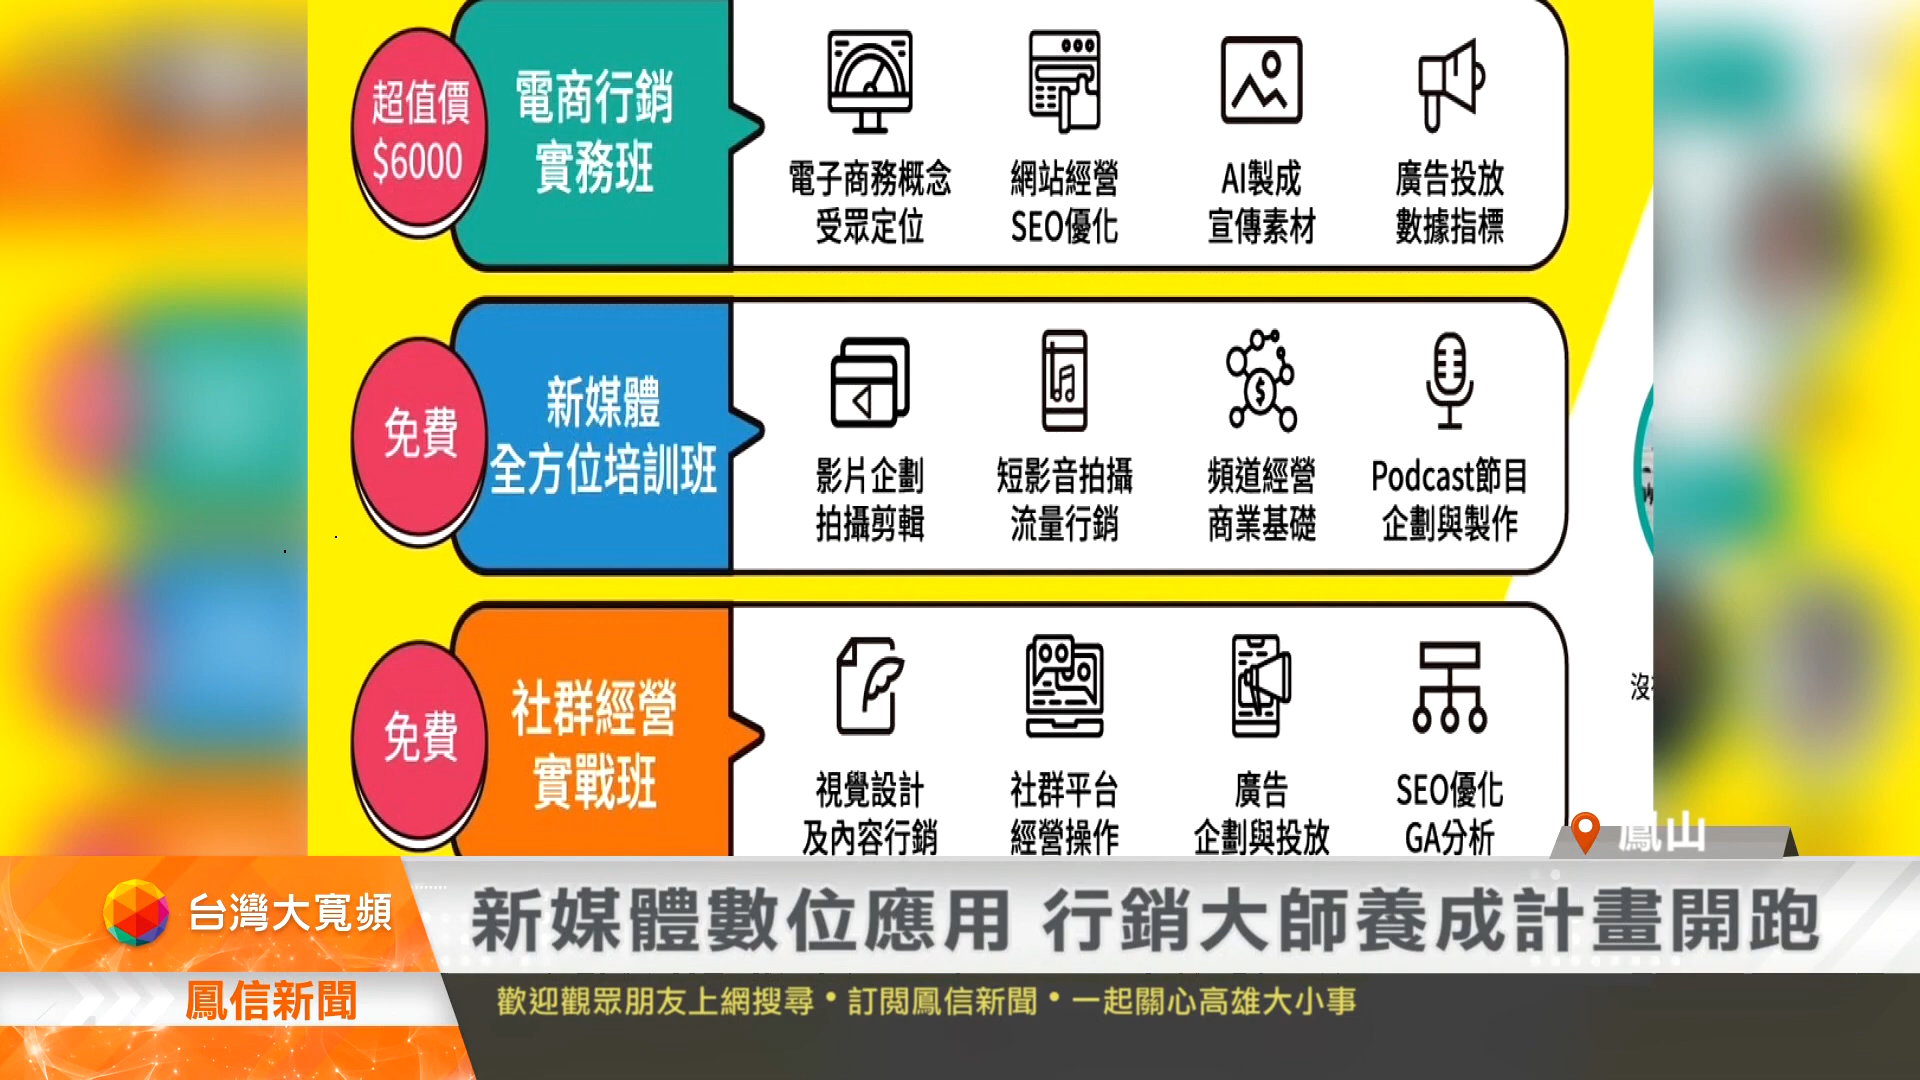 超值價
$6000
電商行銷
實務班
電子商務概念
受眾定位
網站經營
SEO優化
AI製成
宣傳素材
廣告投放
數據指標
免費
新媒體
全方位培訓班
影片企劃
拍攝剪輯
短影音拍攝
流量行銷
頻道經營
商業基礎
Podcast節目
企劃與製作
免費
社群經營
實戰班
視覺設計
及內容行銷
社群平台
經營操作
廣告
企劃與投放
SEO優化
GA分析
沒
鳳山
台灣大寬頻
新媒體數位應用 行銷大師養成計畫開跑
鳳信新聞
歡迎觀眾朋友上網搜尋•訂閱鳳信新聞•一起關心高雄大小事